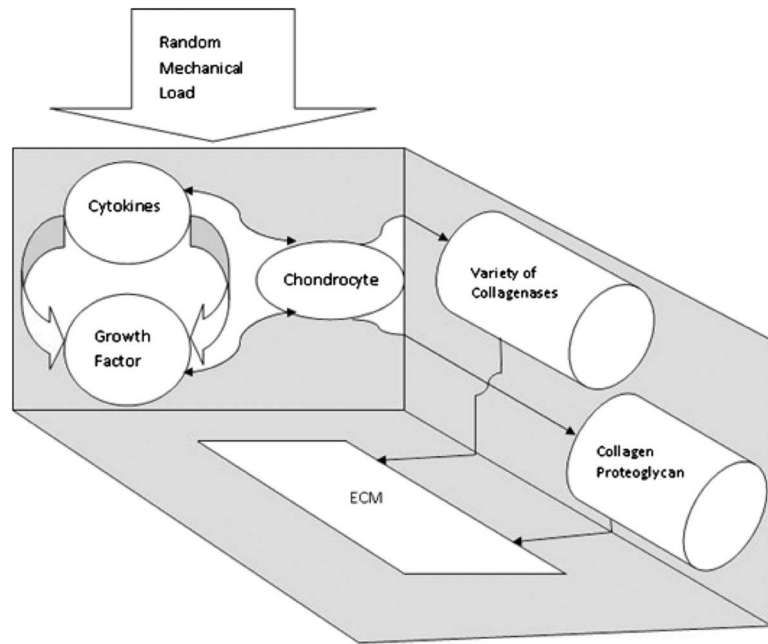 Random
Mechanical
Load
Cytokines
Growth
Factor
Chondrocyte
Variety of
Collagenases
Collagen
Proteoglycan
ECM